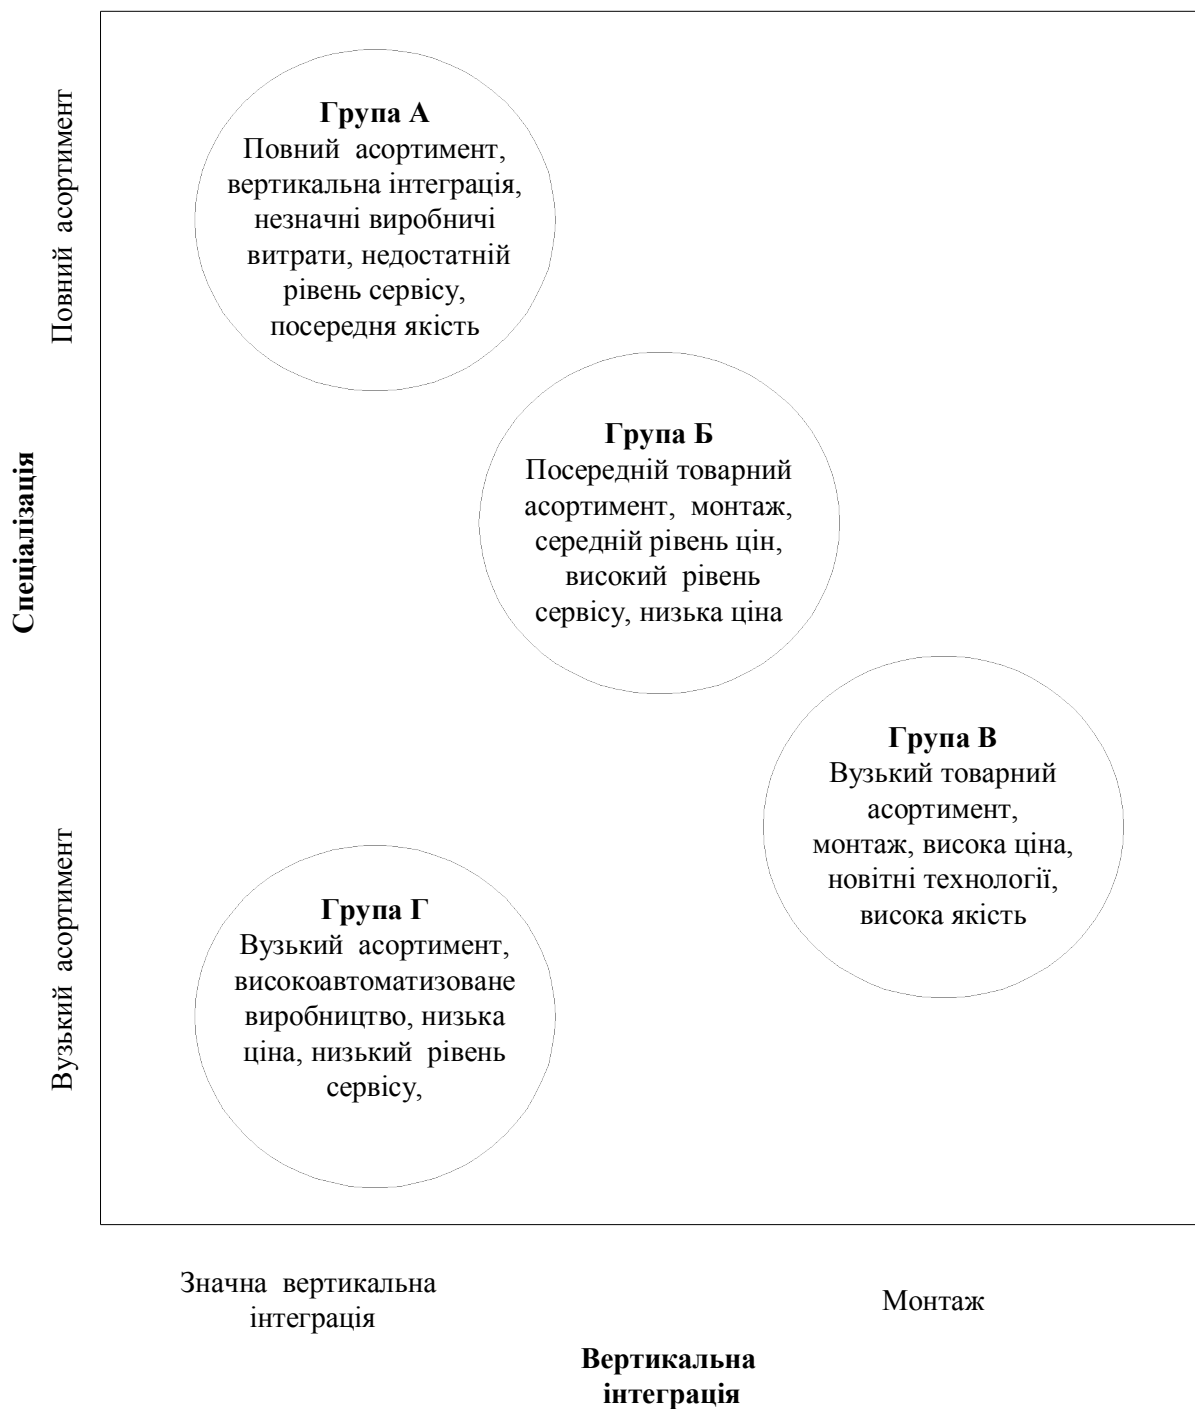 Повний асортимент
Спеціалізація
Вузький асортимент
Група А
Повний асортимент,
вертикальна інтеграція,
незначні виробничі
витрати, недостатній
рівень сервісу,
посередня якість
Група Б
Посередній товарний
асортимент, монтаж,
середній рівень цін,
високий рівень
сервісу, низька ціна
Група В
Вузький товарний
асортимент,
монтаж, висока ціна,
новітні технології,
висока якість
Група Г
Вузький асортимент,
високоавтоматизоване
виробництво, низька
ціна, низький рівень
сервісу,
Значна вертикальна
інтеграція
Монтаж
Вертикальна
інтеграція